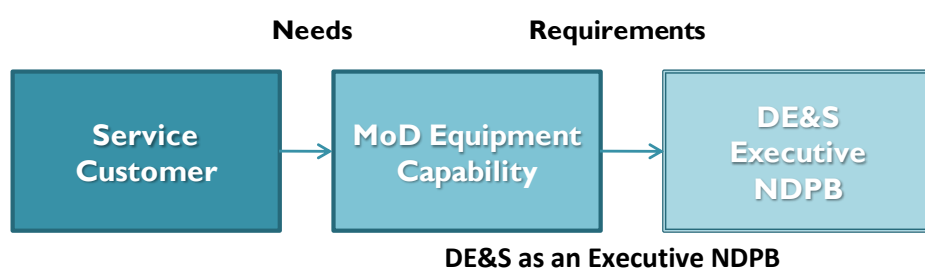 Needs
Requirements
Service
Customer
MoD Equipment
Capability
DE&S
Executive
NDPB
DE&S as an Executive NDPB